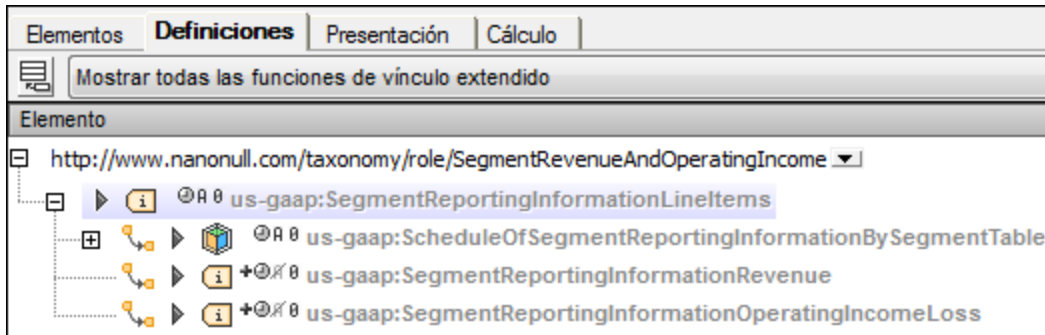 Elementos Definiciones Presentación Cálculo
Mostrar todas las funciones de vínculo extendido
Elemento
http://www.nanonull.com/taxonomy/role/SegmentRevenueAndOperatingIncome
us-gaap:SegmentReportingInformationLineItems
us-gaap:ScheduleOfSegmentReportingInformationBySegmentTable
us-gaap:SegmentReportingInformationRevenue
us-gaap:SegmentReportingInformationOperatingIncomeLoss